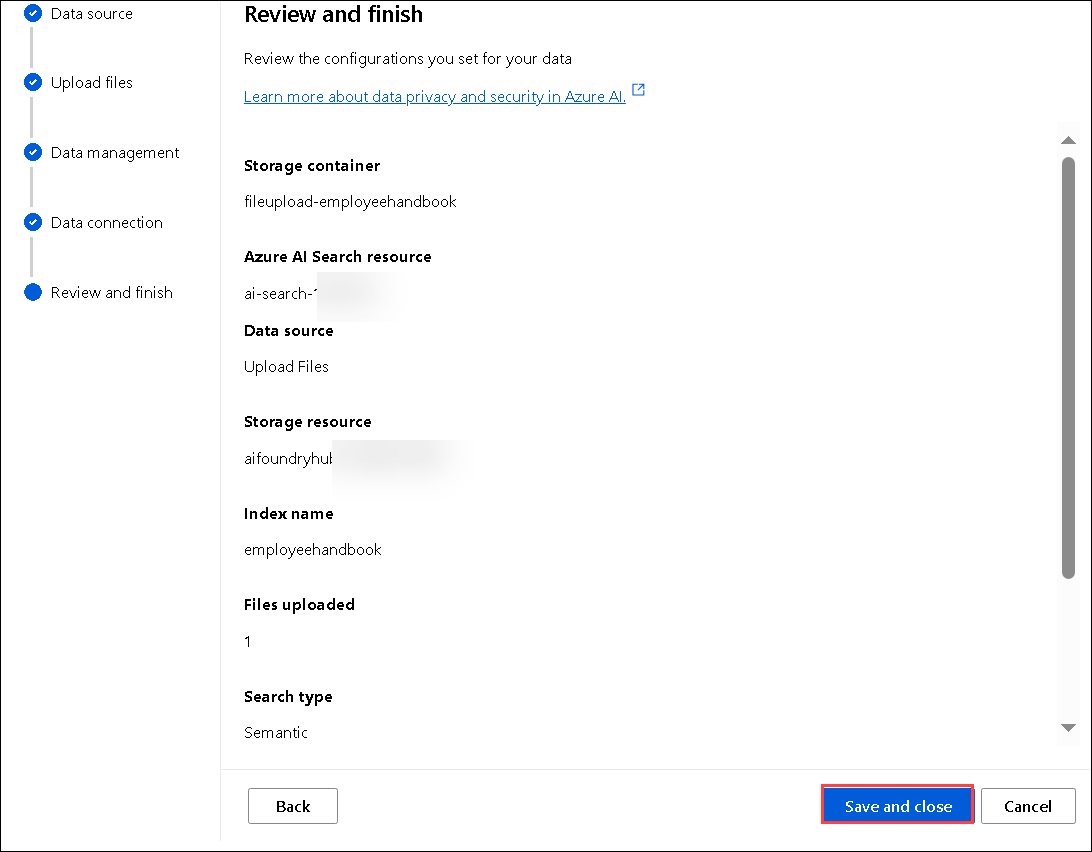 Data source
Upload files
Data management
Data connection
Review and finish
Review and finish
Review the configurations you set for your data
Learn more about data privacy and security in Azure AI.
Storage container
fileupload-employeehandbook
Azure AI Search resource
ai-search-
Data source
Upload Files
Storage resource
aifoundryhub
Index name
employeehandbook
Files uploaded
1
Search type
Semantic
Back
Save and close
Cancel